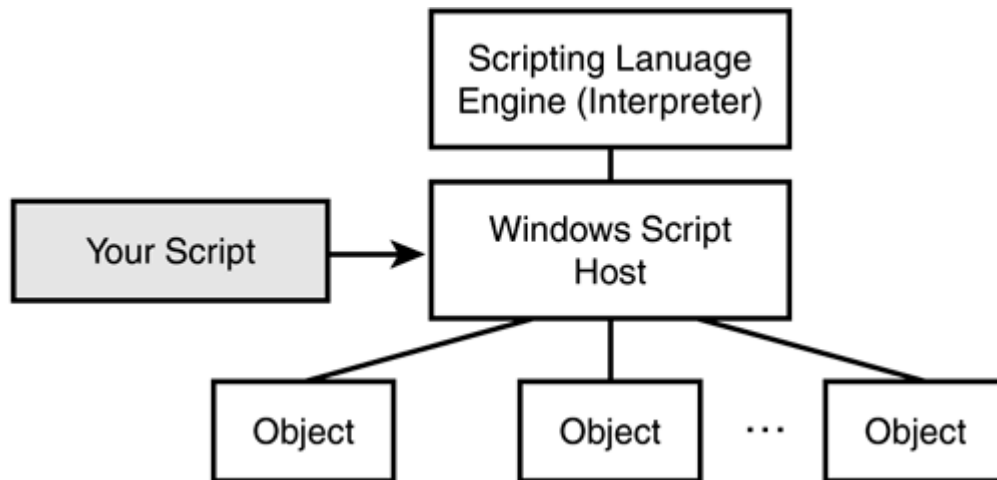 Scripting Lanuage
Engine (Interpreter)
Your Script
Windows Script
Host
Object
Object
...
Object